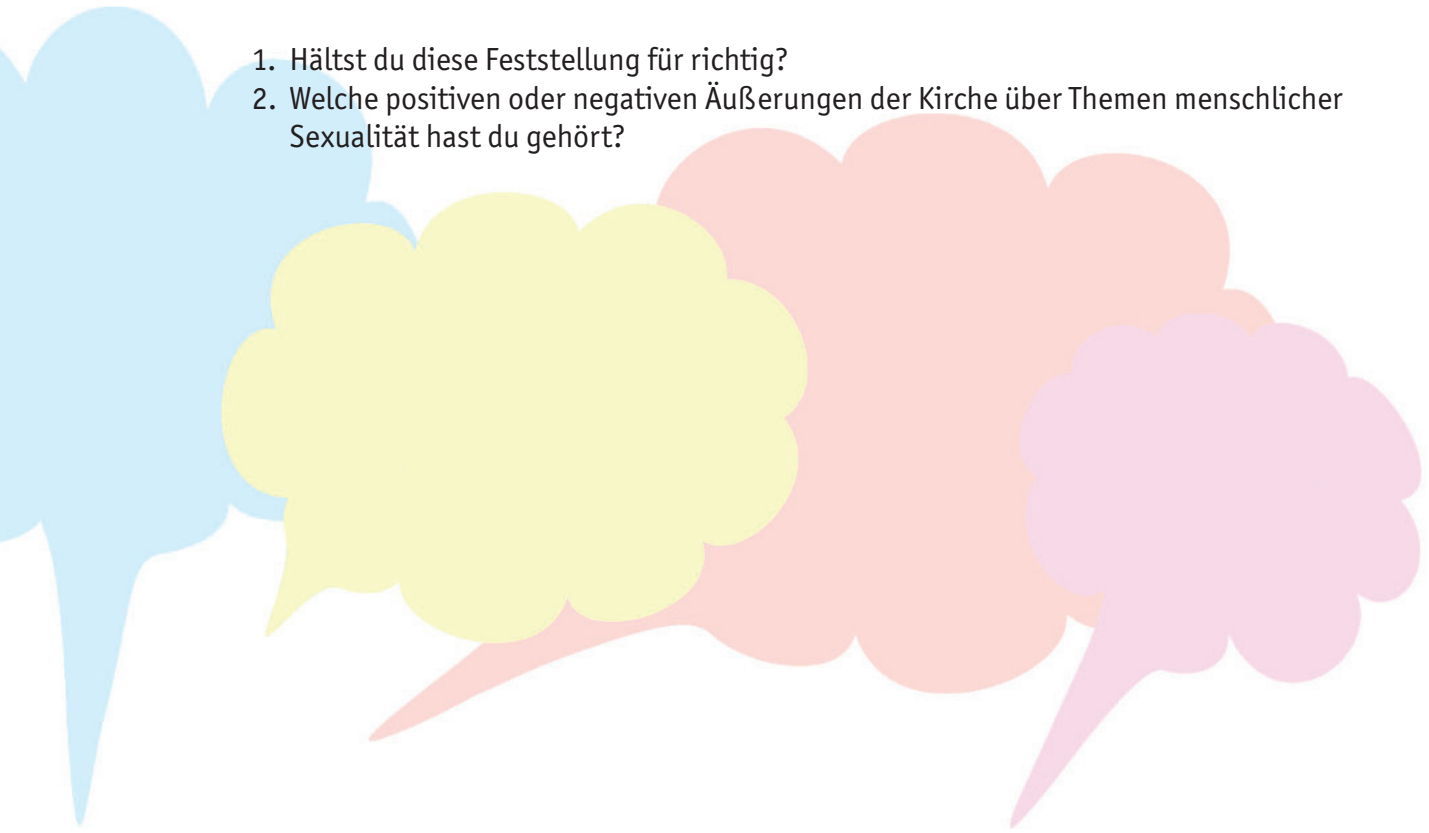 1. Hältst du diese Feststellung für richtig?
2. Welche positiven oder negativen Äußerungen der Kirche über Themen menschlicher
Sexualität hast du gehört?